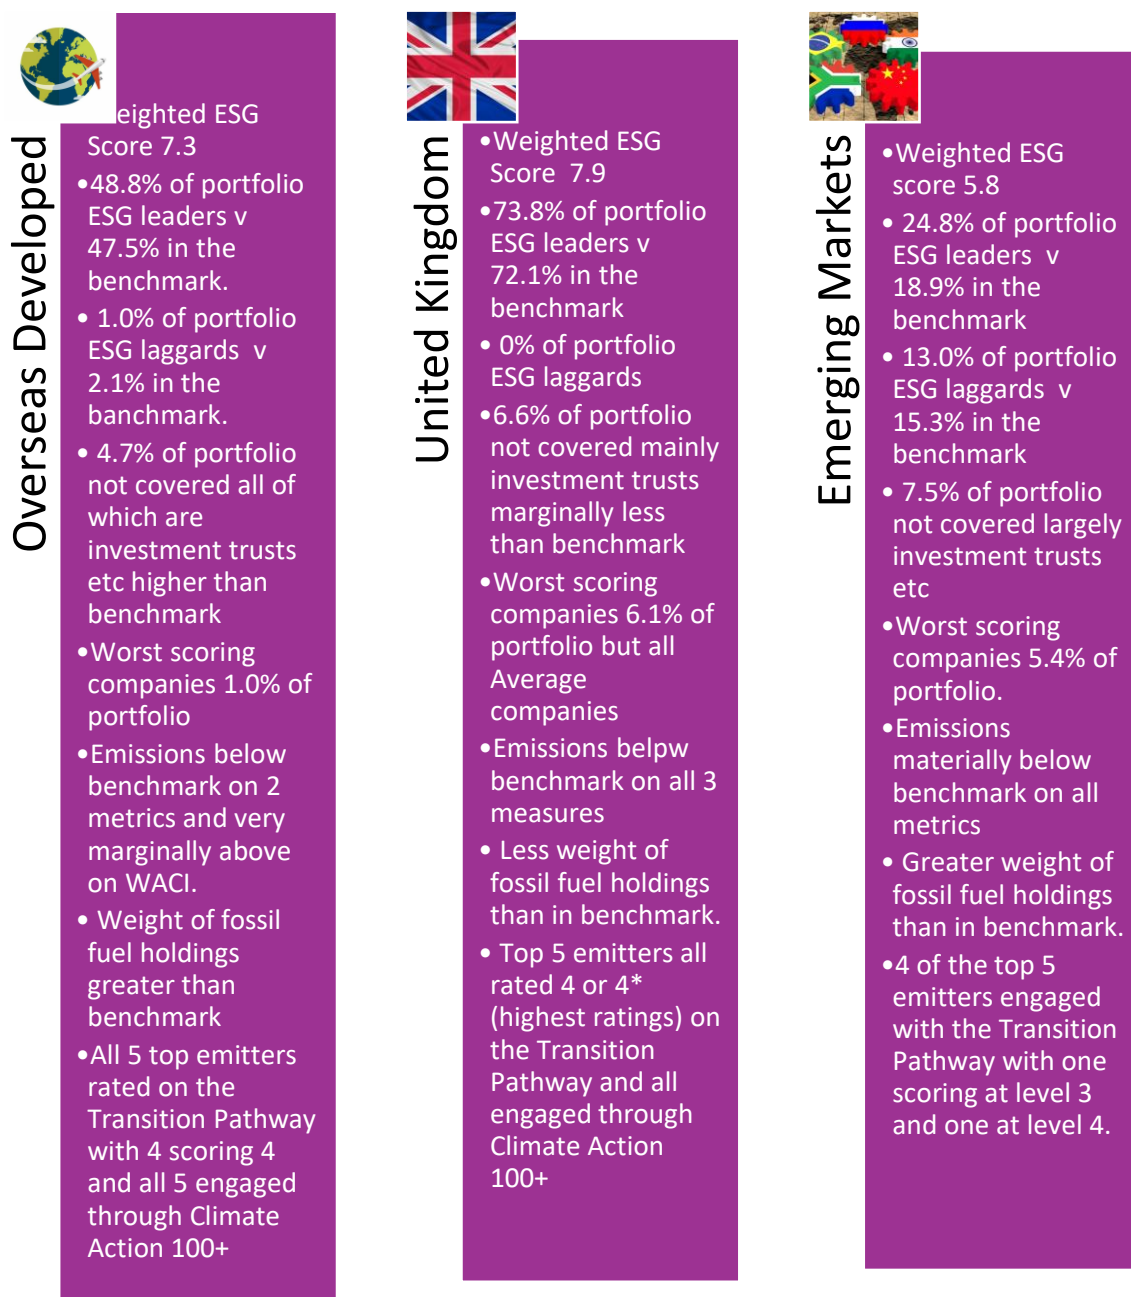 Overseas Developed
eighted ESG
Score 7.3
•48.8% of portfolio
ESG leaders v
47.5% in the
benchmark.
• 1.0% of portfolio
ESG laggards v
2.1% in the
banchmark.
• 4.7% of portfolio
not covered all of
which are
investment trusts
etc higher than
benchmark
•Worst scoring
companies 1.0% of
portfolio
•Emissions below
benchmark on 2
metrics and very
marginally above
on WACI.
• Weight of fossil
fuel holdings
greater than
benchmark
•All 5 top emitters
rated on the
Transition Pathway
with 4 scoring 4
and all 5 engaged
through Climate
Action 100+
United Kingdom
•Weighted ESG
Score 7.9
•73.8% of portfolio
ESG leaders v
72.1% in the
benchmark
• 0% of portfolio
ESG laggards
•6.6% of portfolio
not covered mainly
investment trusts
marginally less
than benchmark
•Worst scoring
companies 6.1% of
portfolio but all
Average
companies
•Emissions belpw
benchmark on all 3
measures
• Less weight of
fossil fuel holdings
than in benchmark.
• Top 5 emitters all
rated 4 or 4*
(highest ratings) on
the Transition
Pathway and all
engaged through
Climate Action
100+
Emerging Markets
•Weighted ESG
score 5.8
• 24.8% of portfolio
ESG leaders v
18.9% in the
benchmark
• 13.0% of portfolio
ESG laggards v
15.3% in the
benchmark
• 7.5% of portfolio
not covered largely
investment trusts
etc
•Worst scoring
companies 5.4% of
portfolio.
•Emissions
materially below
benchmark on all
metrics
• Greater weight of
fossil fuel holdings
than in benchmark.
•4 of the top 5
emitters engaged
with the Transition
Pathway with one
scoring at level 3
and one at level 4.